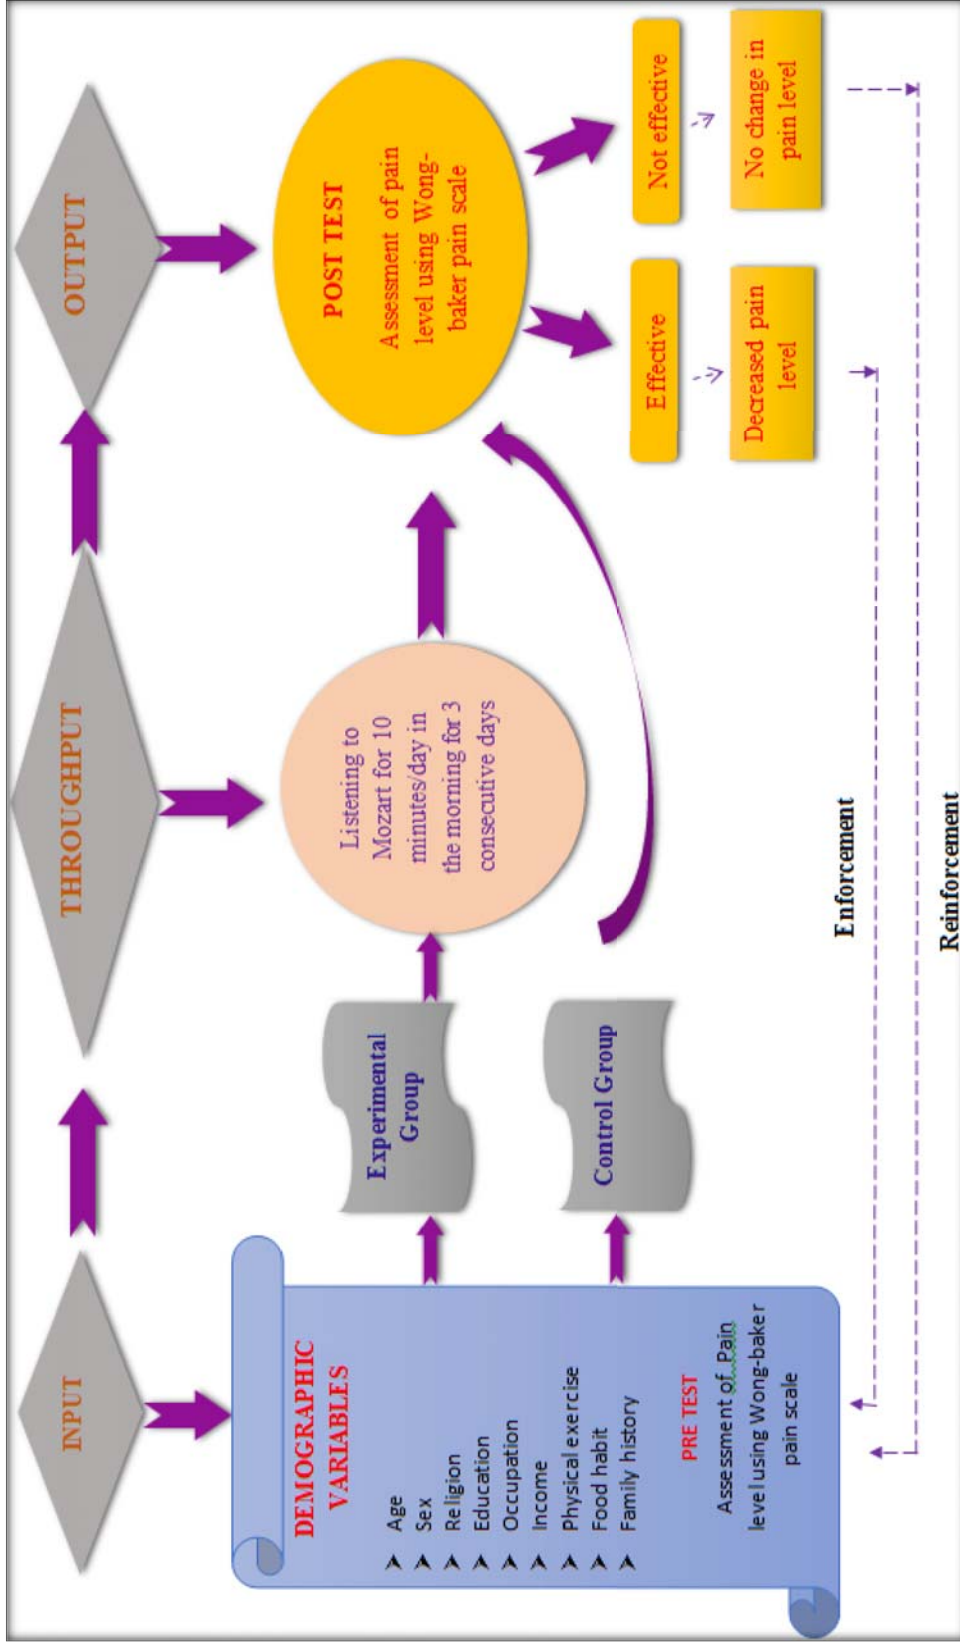 INPUT
THROUGHPUT
OUTPUT
DEMOGRAPHIC
VARIABLES
Age
Sex
Religion
Education
Occupation
Income
Physical exercise
Food habit
Family history
PRE TEST
Assessment of Pain
level using Wong-baker
pain scale
Experimental
Group
Control Group
Listening to
Mozart for 10
minutes/day in
the morning for 3
consecutive days
POST TEST
Assessment of pain
level using Wong-
baker pain scale
Effective
Decreased pain
level
Not effective
No change in
pain level
Enforcement
Reinforcement